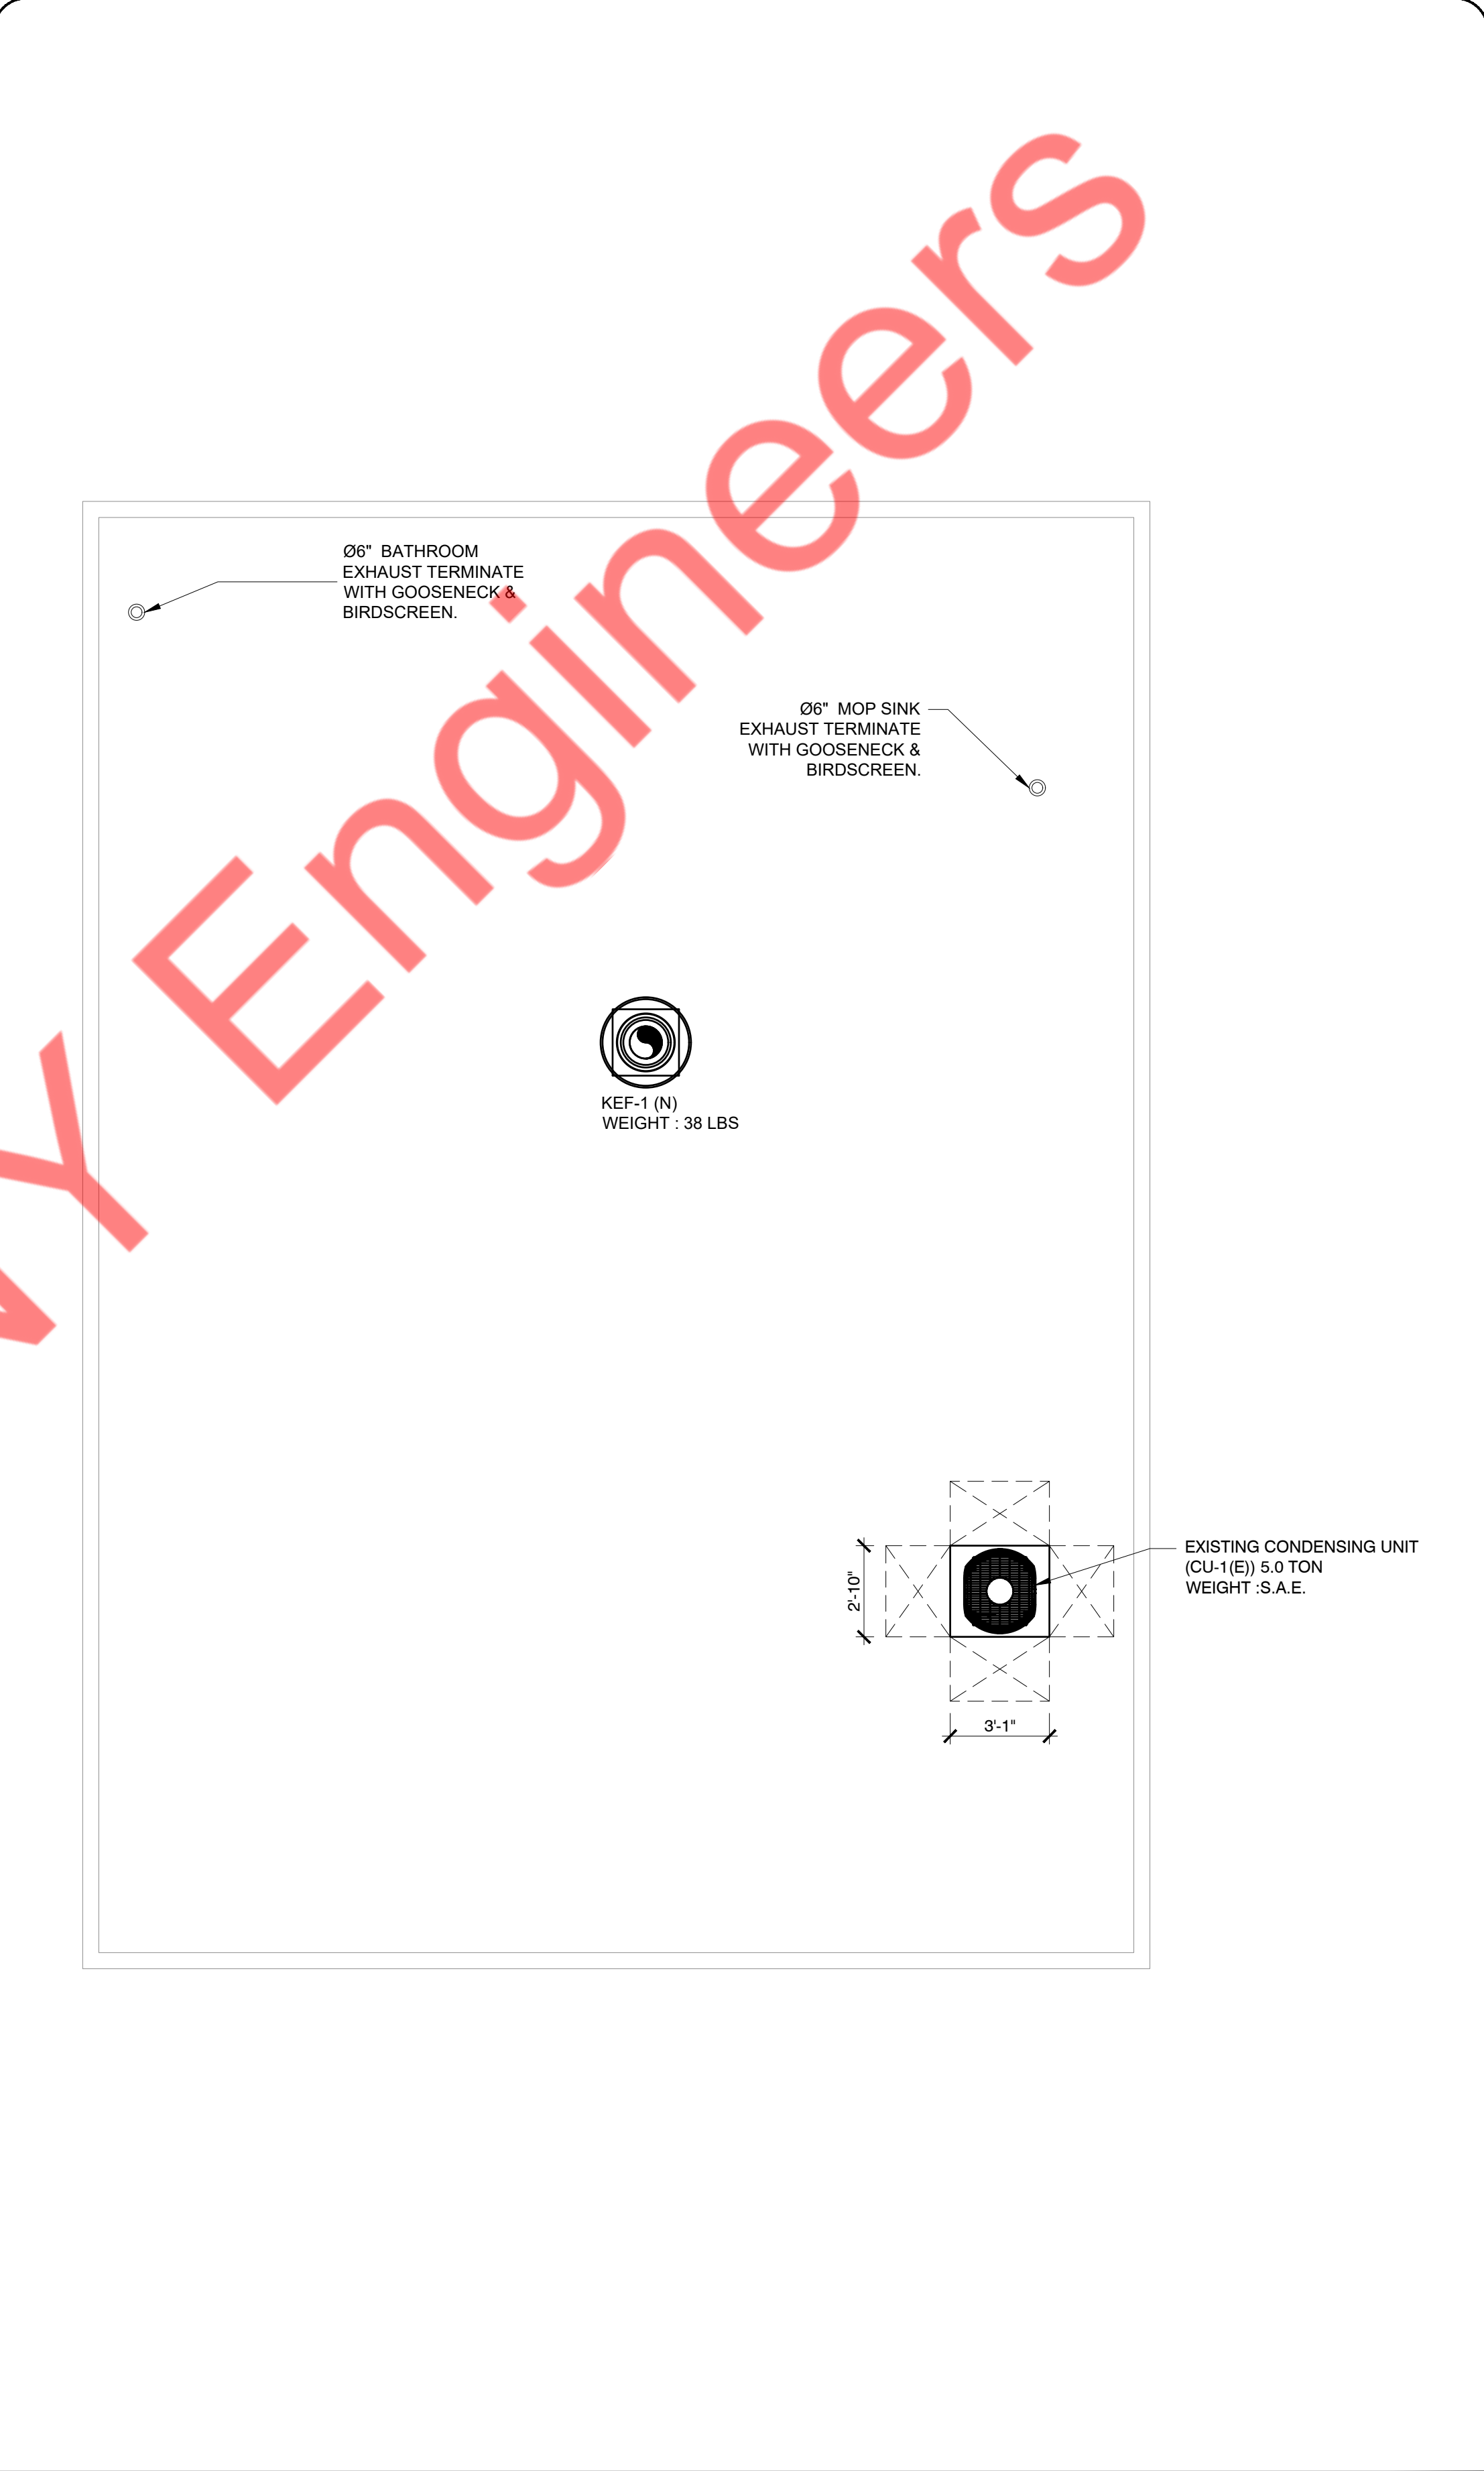 Ø6" BATHROOM
EXHAUST TERMINATE
WITH GOOSENECK &
BIRDSCREEN.
Ø6" MOP SINK
EXHAUST TERMINATE
WITH GOOSENECK &
BIRDSCREEN.
KEF-1 (N)
WEIGHT : 38 LBS
2'-10"
EXISTING CONDENSING UNIT
(CU-1(E)) 5.0 TON
WEIGHT :S.A.E.
3'-1"
Y Engineers